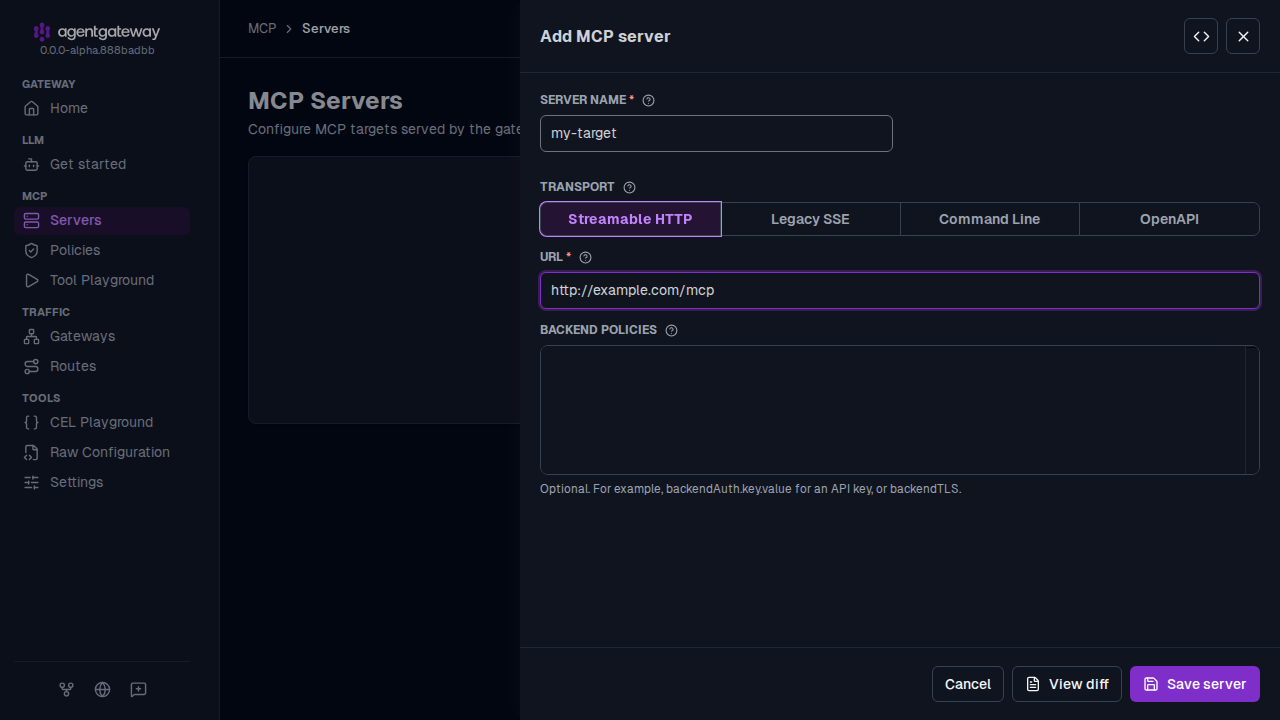 agentgateway
0.0.0-alpha.888badbb
GATEWAY
Home
LLM
Get started
MCP
Servers
Policies
Tool Playground
TRAFFIC
Gateways
Routes
TOOLS
CEL Playground
Raw Configuration
Settings
MCP > Servers
MCP Servers
Configure MCP targets served by the gate
Add MCP server
SERVER NAME *
my-target
TRANSPORT
Streamable HTTP Legacy SSE Command Line OpenAPI
URL *
http://example.com/mcp
BACKEND POLICIES
Optional. For example, backendAuth.key.value for an API key, or backendTLS.
Cancel View diff Save server